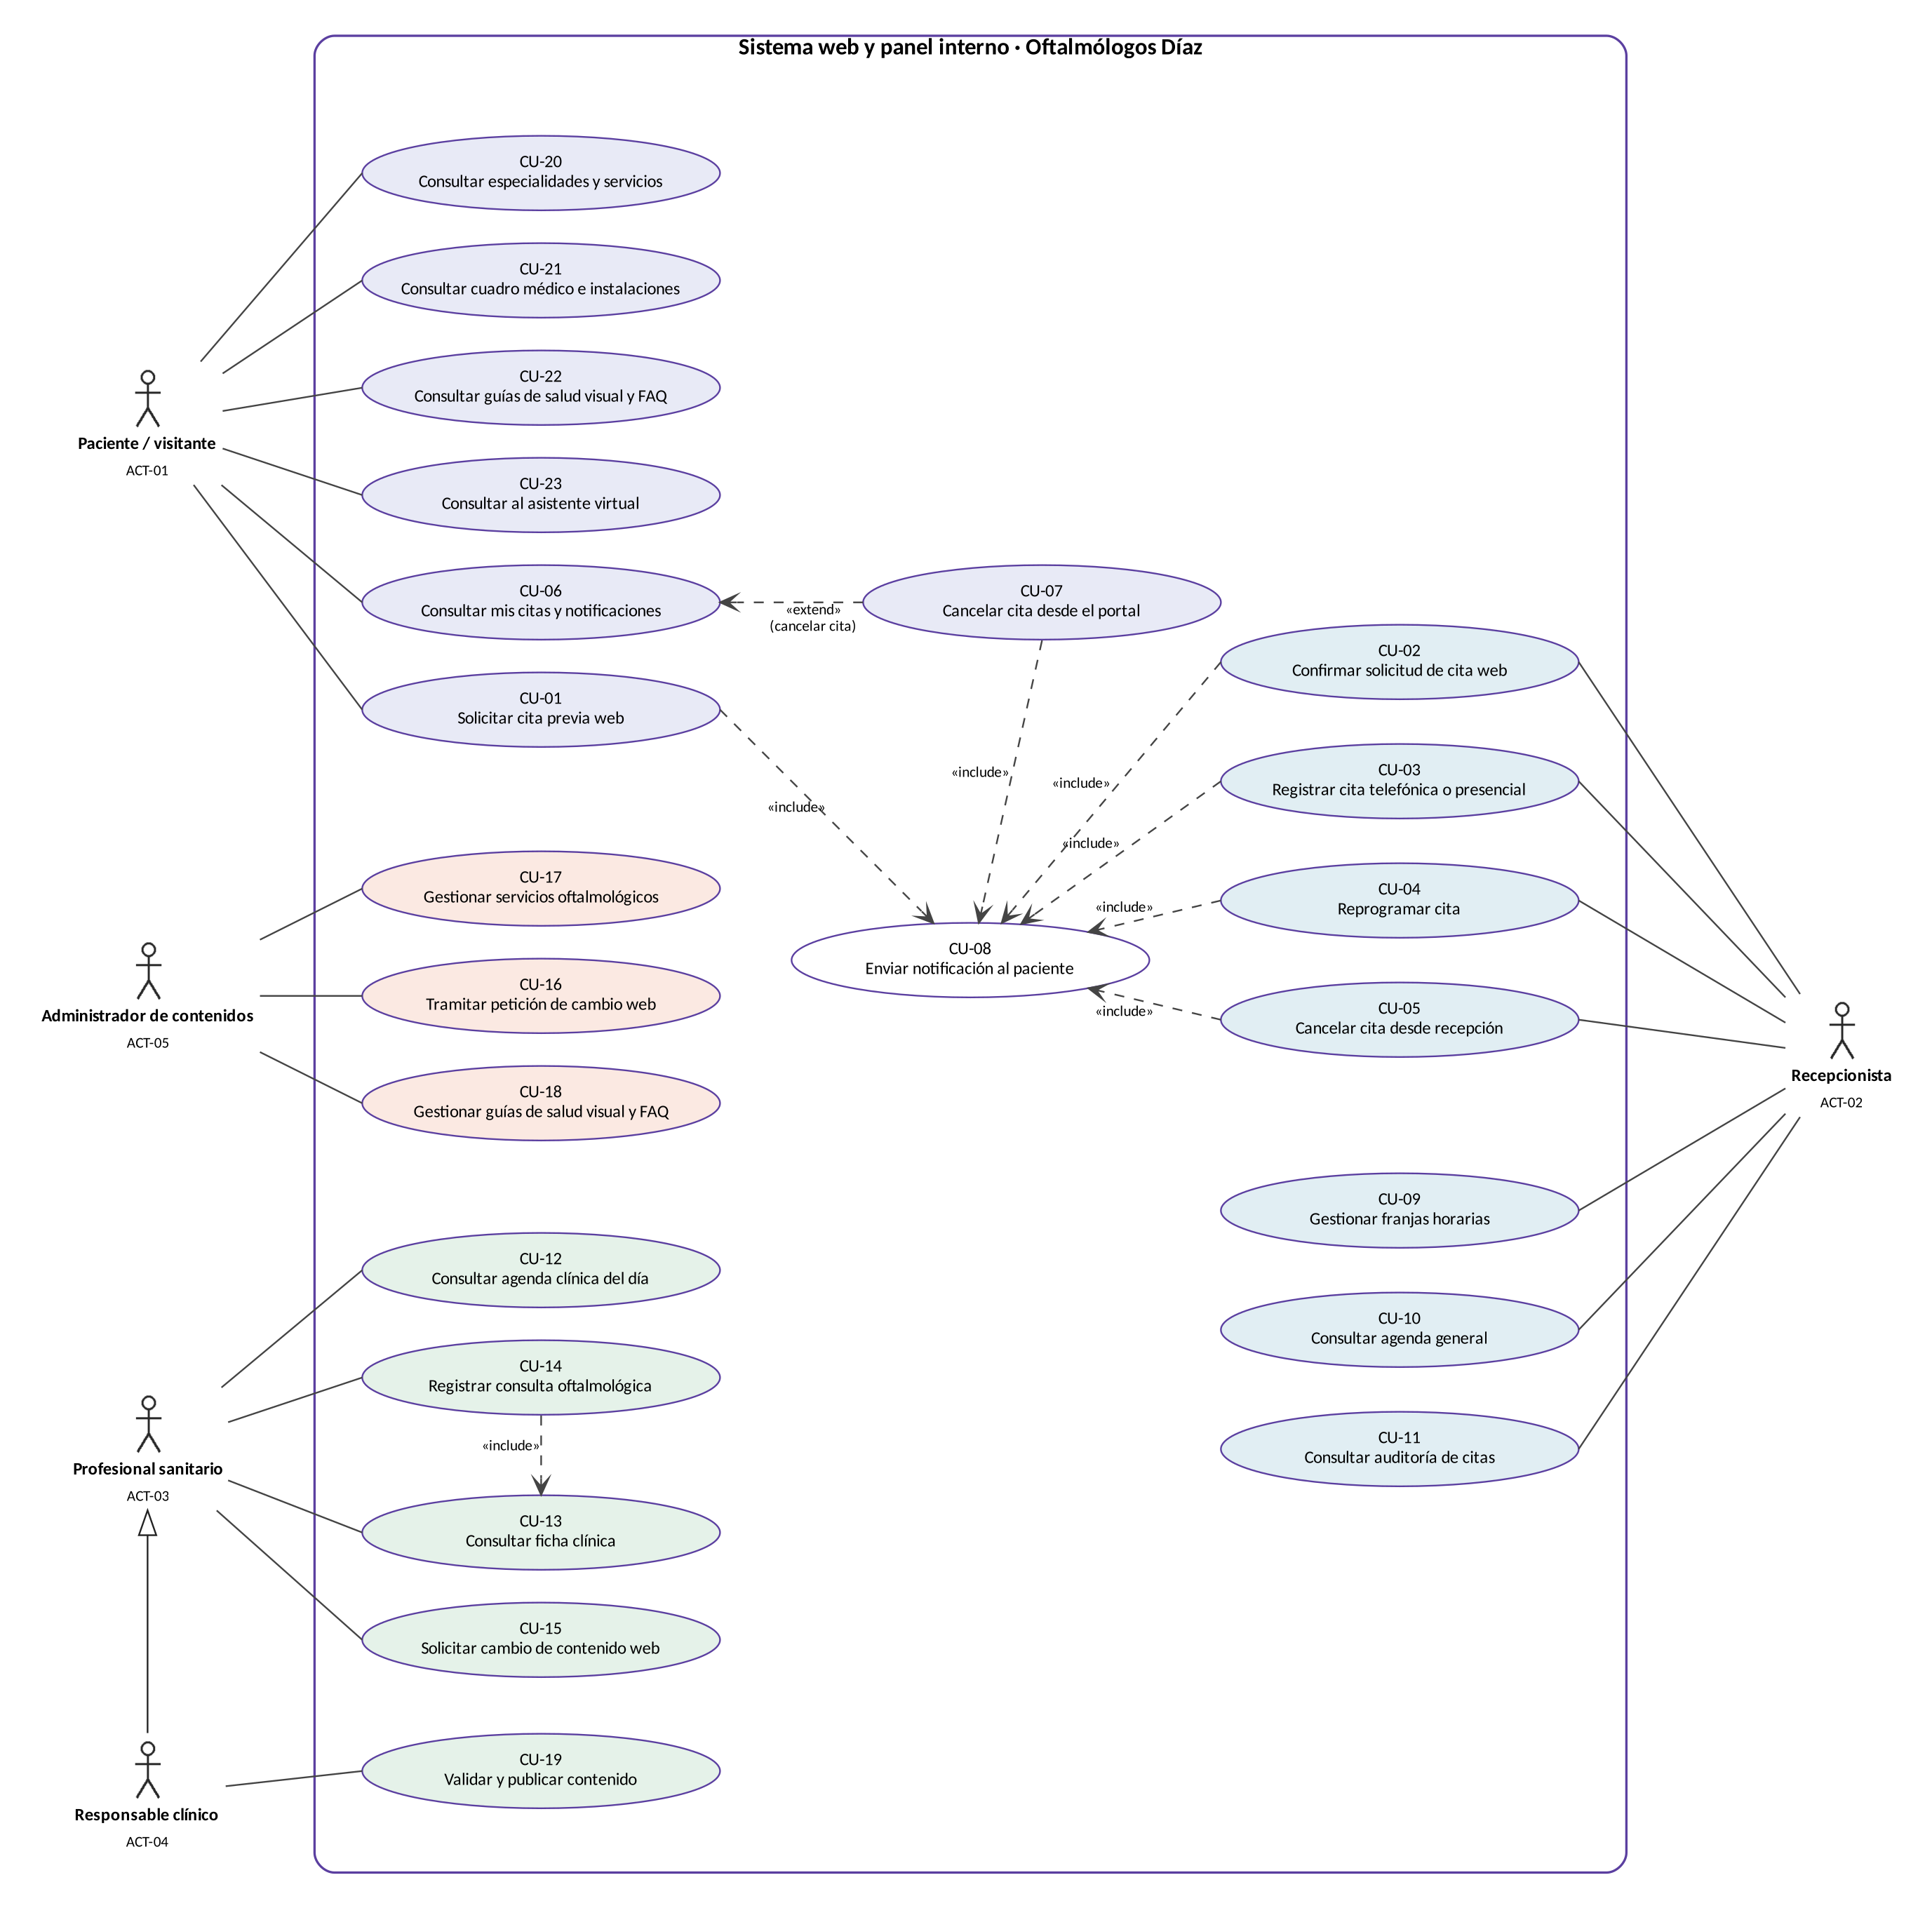 Sistema web y panel interno · Oftalmólogos Díaz
CU-20
Consultar especialidades y servicios
CU-21
Consultar cuadro médico e instalaciones
CU-22
Consultar guías de salud visual y FAQ
Paciente / visitante
ACT-01
CU-23
Consultar al asistente virtual
CU-06
Consultar mis citas y notificaciones
«extend»
(cancelar cita)
CU-07
Cancelar cita desde el portal
CU-02
Confirmar solicitud de cita web
CU-01
Solicitar cita previa web
«include»
«include»
«include»
CU-03
Registrar cita telefónica o presencial
«include»
CU-17
Gestionar servicios oftalmológicos
CU-04
Reprogramar cita
«include»
CU-08
Enviar notificación al paciente
Administrador de contenidos
ACT-05
CU-16
Tramitar petición de cambio web
«include»
CU-05
Cancelar cita desde recepción
Recepcionista
ACT-02
CU-18
Gestionar guías de salud visual y FAQ
CU-09
Gestionar franjas horarias
CU-12
Consultar agenda clínica del día
CU-10
Consultar agenda general
CU-14
Registrar consulta oftalmológica
CU-11
Consultar auditoría de citas
«include»
Profesional sanitario
ACT-03
CU-13
Consultar ficha clínica
CU-15
Solicitar cambio de contenido web
CU-19
Validar y publicar contenido
Responsable clínico
ACT-04